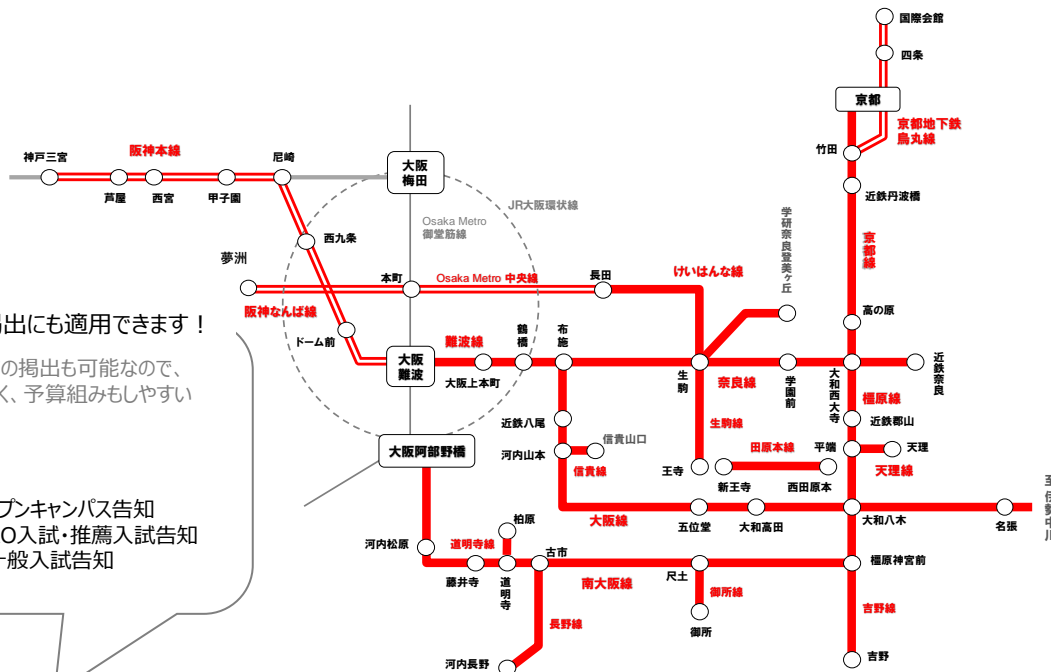 国際会館
四条
京都
京都地下鉄
烏丸線
竹田
近鉄丹波橋
京都線
高の原
神戸三宮
阪神本線
芦屋
西宮
甲子園
尼崎
大阪
梅田
JR大阪環状線
Osaka Metro
御堂筋線
学研奈良登美ヶ丘
西九条
夢洲
本町
Osaka Metro 中央線
長田
けいはんな線
阪神なんば線
ドーム前
大阪
難波
難波線
大阪上本町
鶴橋
布施
生駒
奈良線
学園前
大和西大寺
近鉄奈良
橿原線
近鉄郡山
近鉄八尾
河内山本
信貴山口
信貴線
生駒線
王寺
田原本線
新王寺
西田原本
平端
天理
天理線
大阪阿部野橋
大阪線
五位堂
大和高田
大和八木
名張
至 伊勢中川
柏原
河内松原
道明寺線
古市
藤井寺
道明寺
南大阪線
尺土
御所線
御所
橿原神宮前
吉野線
吉野
長野線
河内長野
出にも適用できます！
の掲出も可能なので、
く、予算組みもしやすい
プンキャンパス告知
O入試・推薦入試告知
一般入試告知